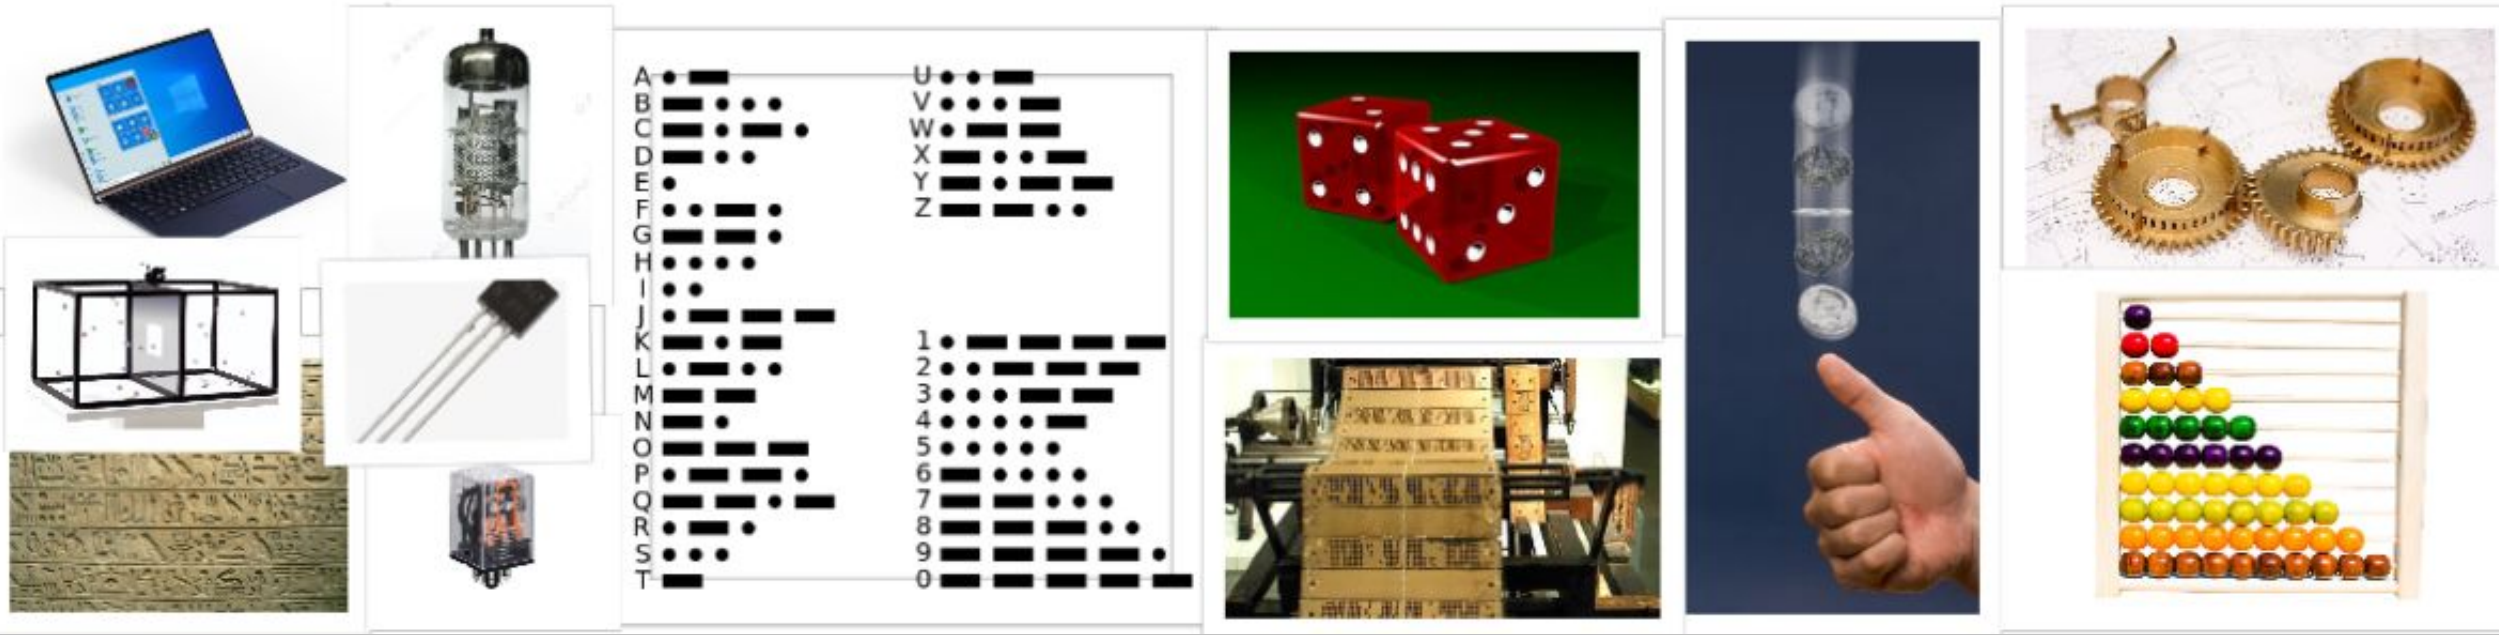 A • —
B — • • •
C — • — •
D — • •
E •
F • • — •
G — — •
H • • • •
I • •
J • — — —
K — • —
L • — • •
M — —
N — •
O — — —
P • — — •
Q — — • —
R • — •
S • • •
T —
U • • —
V • • • —
W • — —
X — • • —
Y — • — —
Z — — • •
1 • — — — —
2 • • — — —
3 • • • — —
4 • • • • —
5 • • • • •
6 — • • • •
7 — — • • •
8 — — — • •
9 — — — — •
0 — — — — —